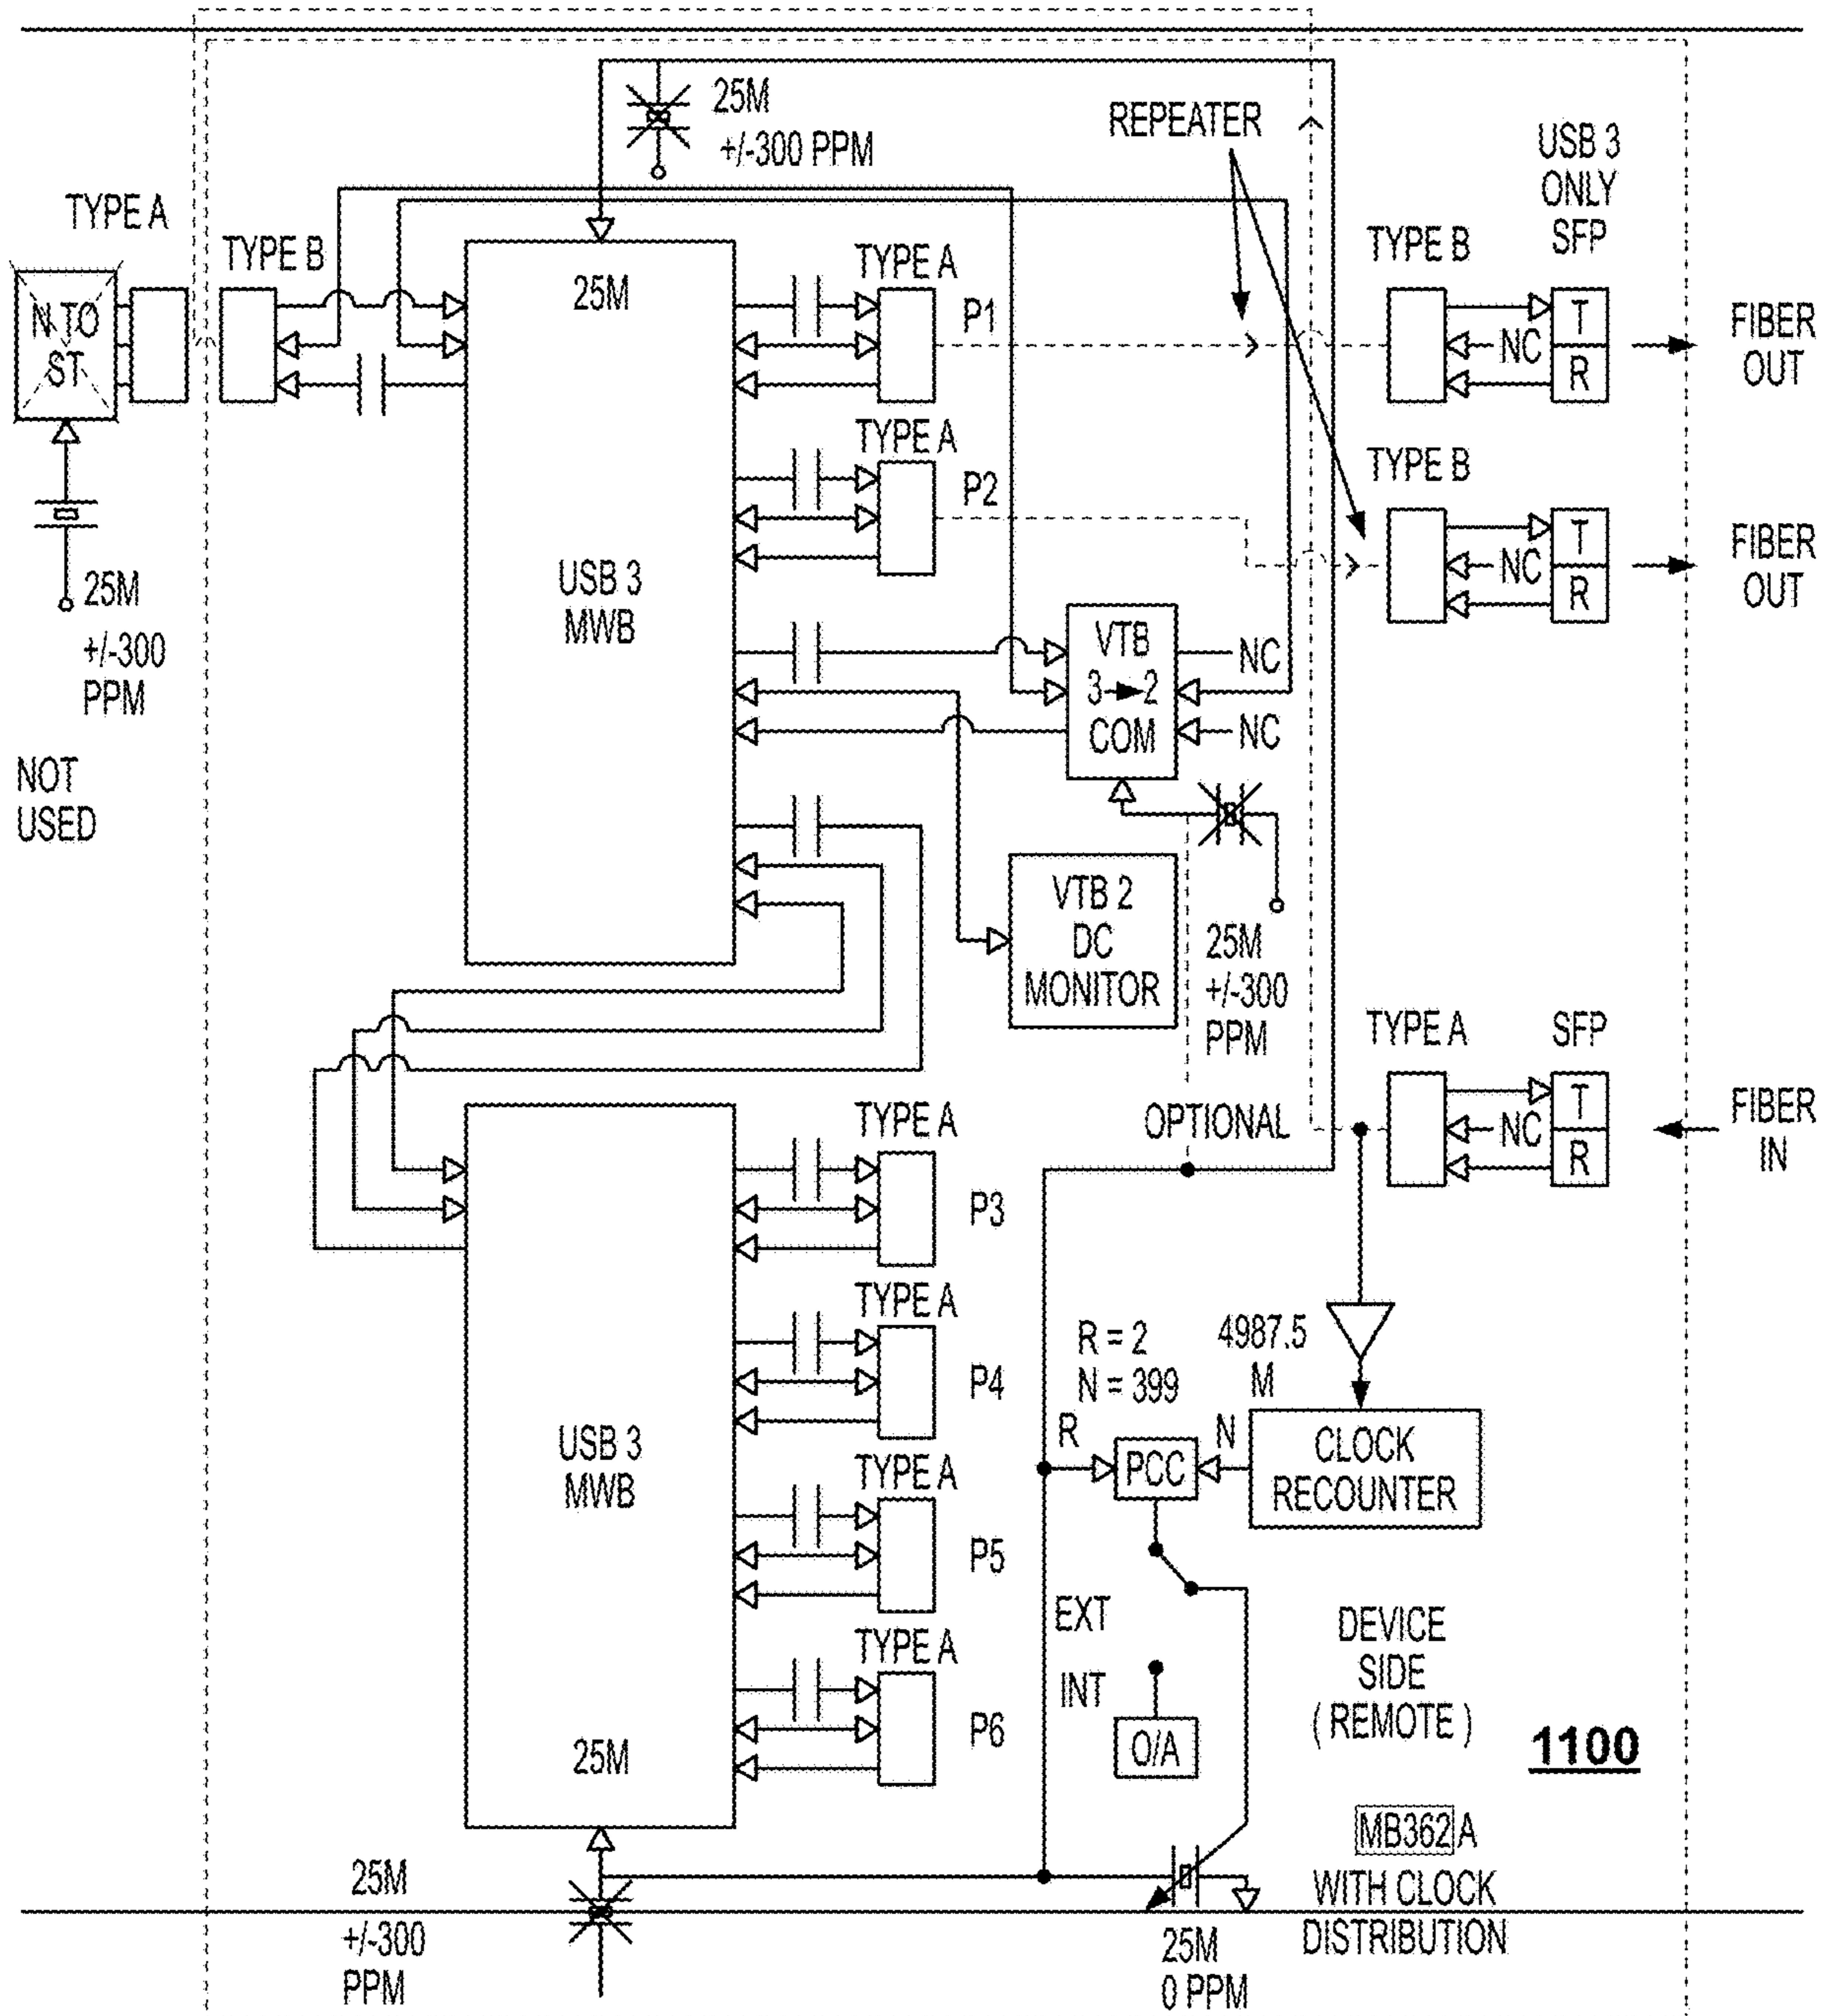 25M
+/-300 PPM
REPEATER
USB 3
ONLY
SFP
TYPE A
TYPE B
N TO
ST
25M
+/-300
PPM
NOT
USED
25M
USB 3
MWB
TYPE A
P1
TYPE A
P2
TYPE B
NC
T
R
FIBER
OUT
TYPE B
NC
T
R
FIBER
OUT
VTB
3 2
COM
NC
NC
VTB 2
DC
MONITOR
25M
+/-300
PPM
OPTIONAL
TYPE A
SFP
NC
T
R
FIBER
IN
USB 3
MWB
25M
TYPE A
P3
TYPE A
P4
TYPE A
P5
TYPE A
P6
R = 2
N = 399
4987.5
M
R
PCC
N
CLOCK
RECOUNTER
EXT
INT
O/A
DEVICE
SIDE
( REMOTE )
1100
MB362 A
WITH CLOCK
DISTRIBUTION
25M
+/-300
PPM
25M
0 PPM